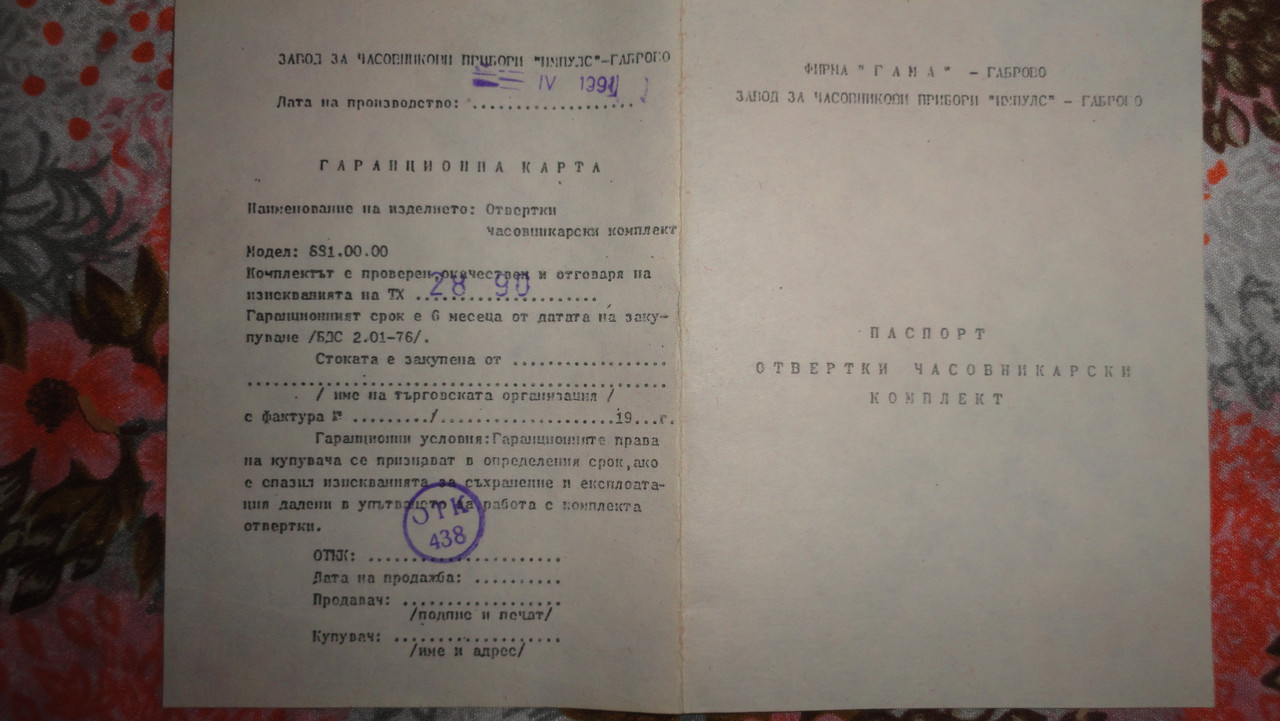 ЗАВОД ЗА ЧАСОВНИКОВИ ПРИБОРИ "ИМПУЛС"-ГАБРОВО
IV 1991
Дата на производство: ..................
ГАРАНЦИОННА КАРТА
Наименование на изделието: Отвертки
часовникарски комплект
Модел: 881.00.00
Комплектът е проверен, окачествен и отговаря на
изискванията на ТХ 28 90
Гаранционният срок е 6 месеца от датата на заку-
пуване /БДС 2.01-76/.
Стоката е закупена от ..................
................................................
/ име на търговската организация /
с фактура № ........./....................19...г.
Гаранционни условия:Гаранционните права
на купувача се признават в определения срок,ако
е спазил изискванията за съхранение и експлоата-
ция дадени в упътването за работа с комплекта
отвертки.
ОТК
438
ОТКК: ......................
Дата на продажба: ..........
Продавач: ..................
/подпис и печат/
Купувач: ...................
/име и адрес/
ФИРМА "ГАМА" - ГАБРОВО
ЗАВОД ЗА ЧАСОВНИКОВИ ПРИБОРИ "ИМПУЛС" - ГАБРОВО
ПАСПОРТ
ОТВЕРТКИ ЧАСОВНИКАРСКИ
КОМПЛЕКТ